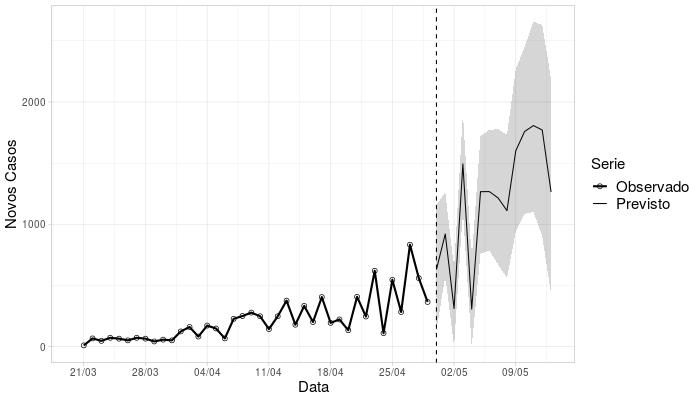 2000
1000
0
Novos Casos
21/03
28/03
04/04
11/04
18/04
25/04
02/05
09/05
Data
Serie
Observado
Previsto